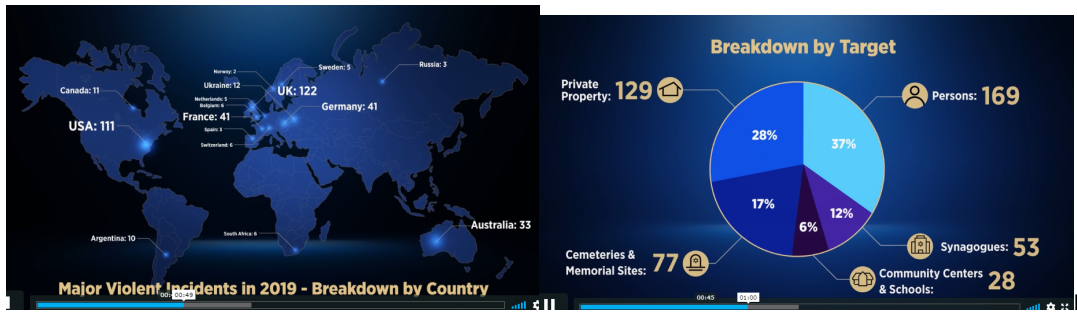 Norway: 2
Sweden: 5
Russia: 3
Ukraine: 12
Canada: 11
UK: 122
Netherlands: 5
Belgium: 6
Germany: 41
France: 41
USA: 111
Spain: 3
Switzerland: 6
Australia: 33
South Africa: 6
Argentina: 10
Major Violent Incidents in 2019 - Breakdown by Country
00:49
Breakdown by Target
Private
Property: 129
Persons: 169
28%
37%
17%
12%
6%
Synagogues: 53
Cemeteries &
Memorial Sites: 77
Community Centers
& Schools: 28
00:45
01:00